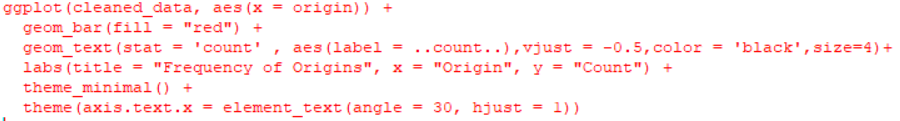 ggplot(cleaned_data, aes(x = origin)) +
  geom_bar(fill = "red") +
  geom_text(stat = 'count' , aes(label = ..count..),vjust = -0.5,color = 'black',size=4)+
  labs(title = "Frequency of Origins", x = "Origin", y = "Count") +
  theme_minimal() +
  theme(axis.text.x = element_text(angle = 30, hjust = 1))